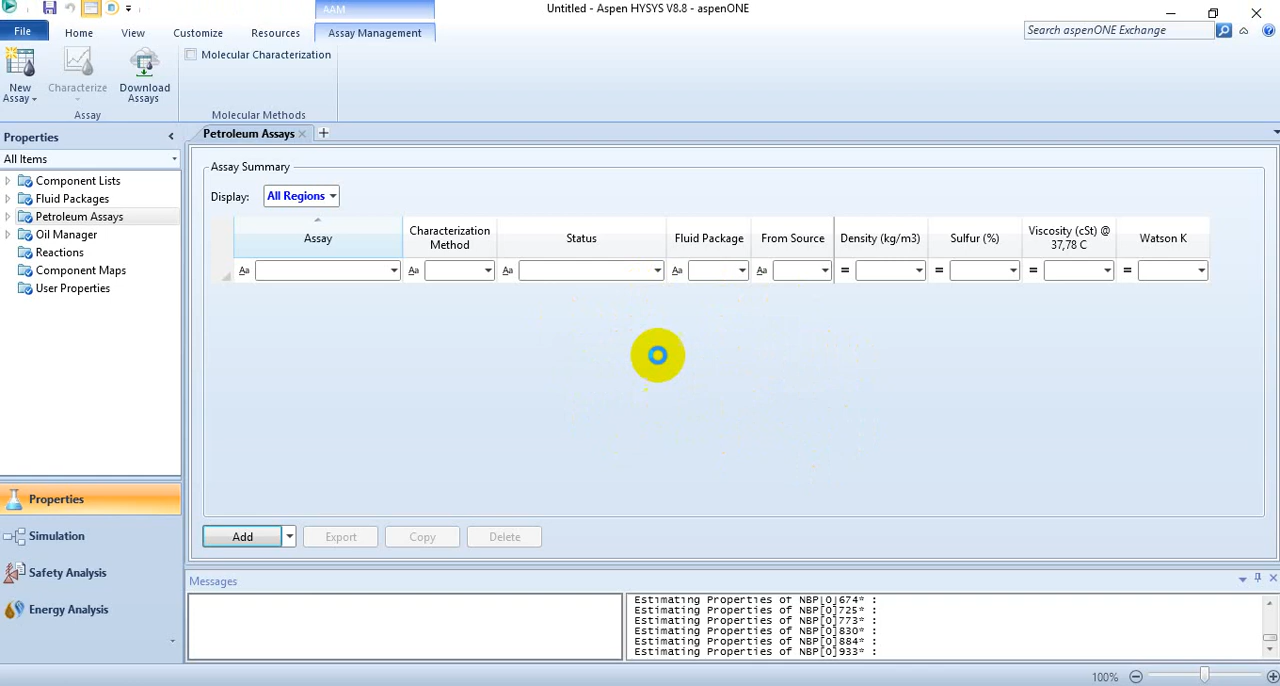 Untitled - Aspen HYSYS V8.8 - aspenONE
AAM
File
Home
View
Customize
Resources
Assay Management
Search aspenONE Exchange
New Assay
Characterize
Download Assays
Molecular Characterization
Assay
Molecular Methods
Properties
All Items
Component Lists
Fluid Packages
Petroleum Assays
Oil Manager
Reactions
Component Maps
User Properties
Properties
Simulation
Safety Analysis
Energy Analysis
Petroleum Assays
Assay Summary
Display: All Regions
Assay
Characterization Method
Status
Fluid Package
From Source
Density (kg/m3)
Sulfur (%)
Viscosity (cSt) @ 37,78 C
Watson K
Aa Aa Aa Aa Aa = = = =
Add
Export
Copy
Delete
Messages
Estimating Properties of NBP[0]674* :
Estimating Properties of NBP[0]725* :
Estimating Properties of NBP[0]773* :
Estimating Properties of NBP[0]830* :
Estimating Properties of NBP[0]884* :
Estimating Properties of NBP[0]933* :
100%